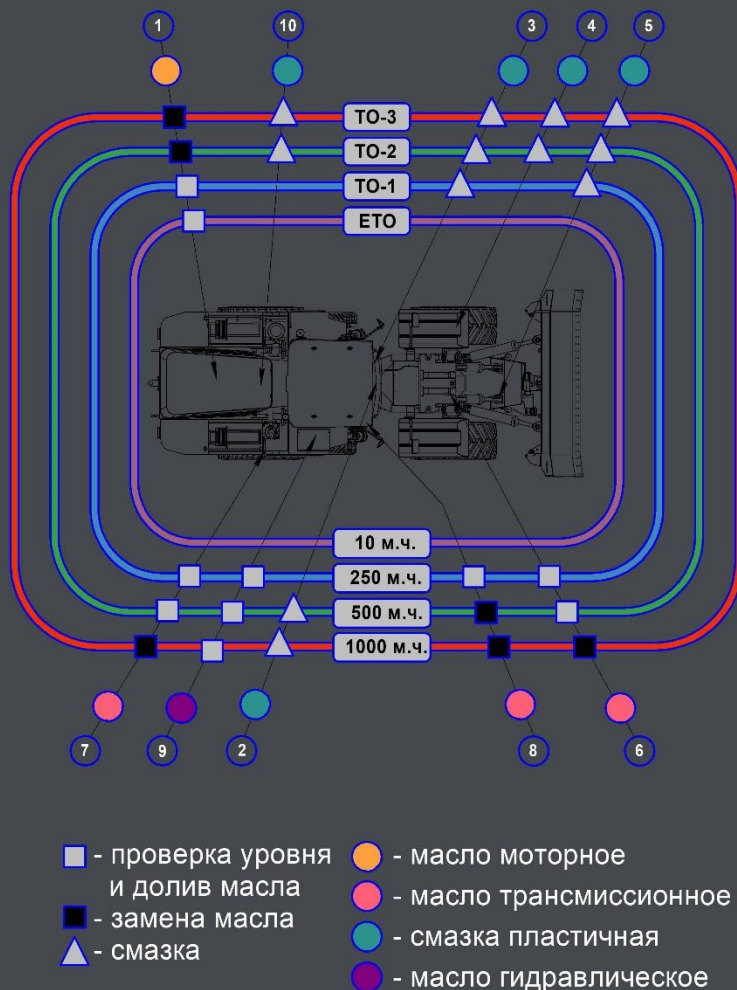 1
10
3
4
5
ТО-3
ТО-2
ТО-1
ЕТО
10 м.ч.
250 м.ч.
500 м.ч.
1000 м.ч.
7
9
2
8
6
- проверка уровня
и долив масла
- замена масла
- смазка
- масло моторное
- масло трансмиссионное
- смазка пластичная
- масло гидравлическое